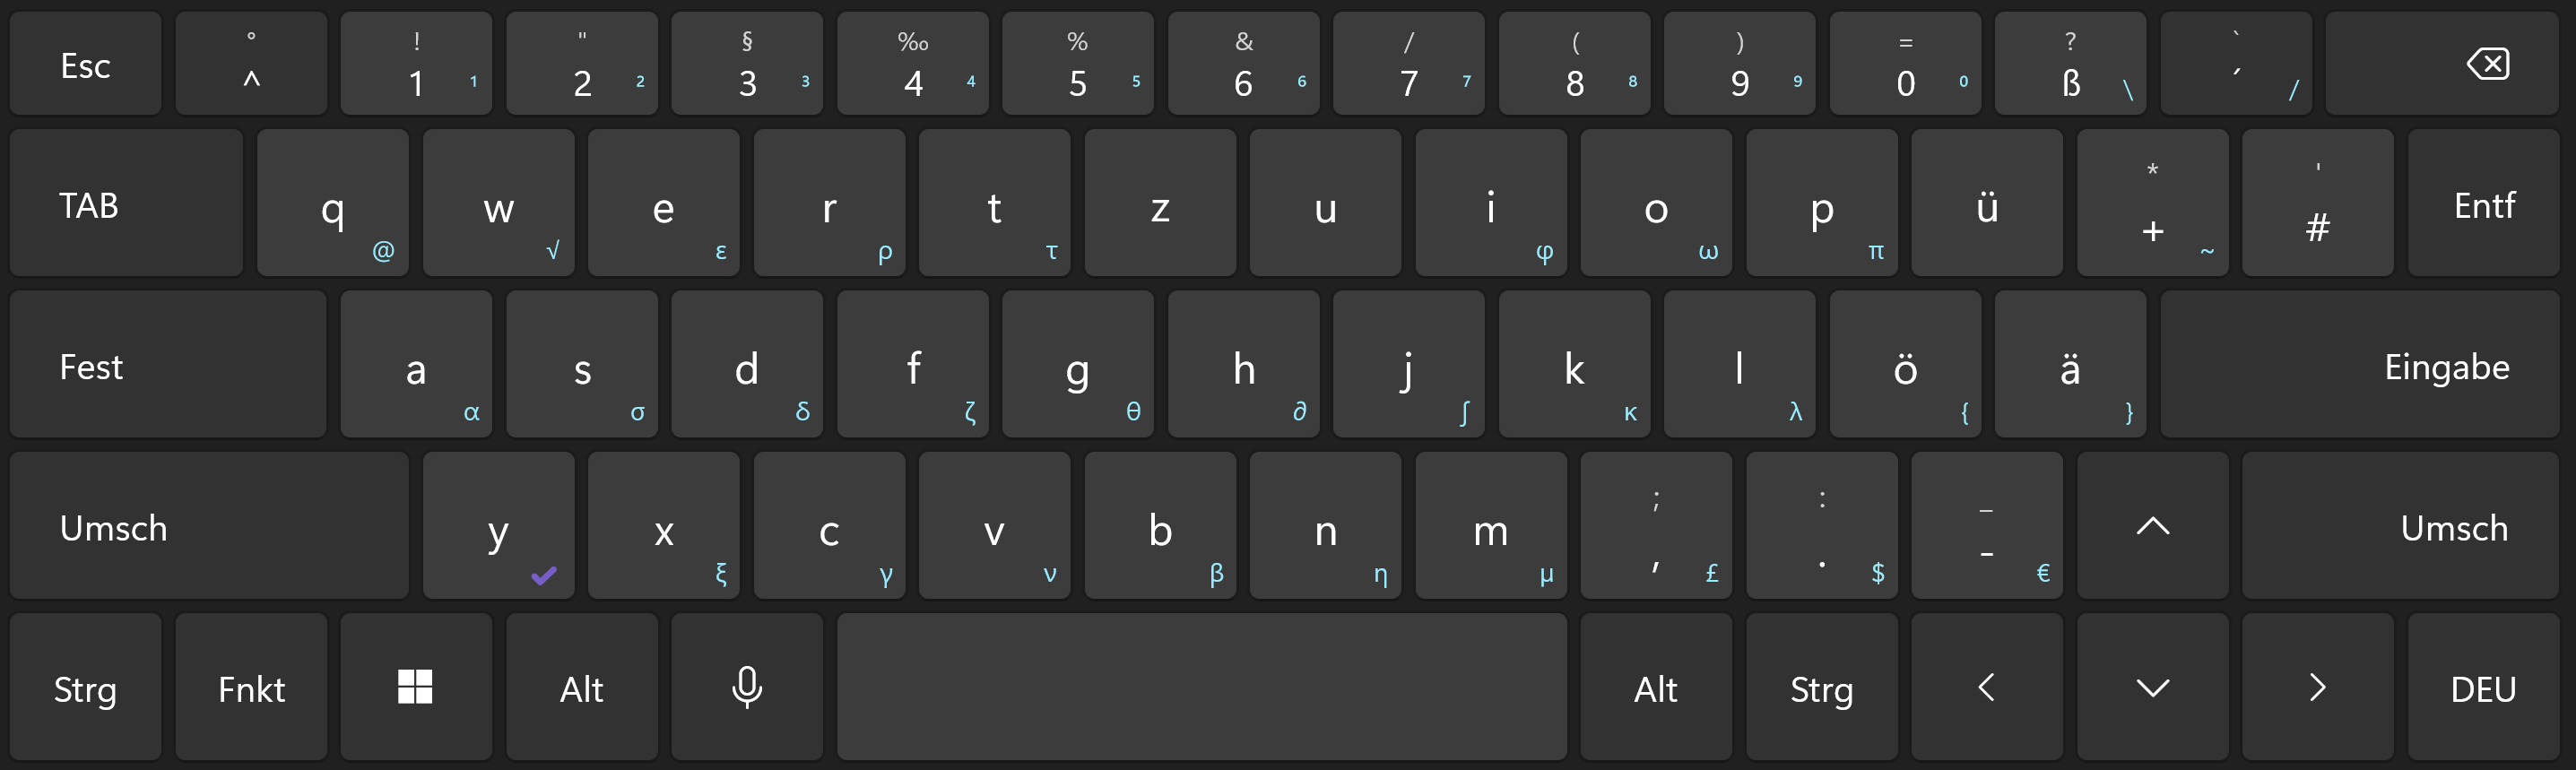 Esc ° ^ ! 1 ¹ " 2 ² § 3 ³ ‰ 4 ⁴ % 5 ⁵ & 6 ⁶ / 7 ⁷ ( 8 ⁸ ) 9 ⁹ = 0 ⁰ ? ß \ ` ´ /
TAB q @ w √ e ε r ρ t τ z u i φ o ω p π ü * + ~ ' # Entf
Fest a α s σ d δ f ζ g θ h ∂ j ∫ k κ l λ ö { ä } Eingabe
Umsch y ✔ x ξ c γ v ν b β n η m µ ; , £ : . $ _ - € Umsch
Strg Fnkt Alt Alt Strg DEU